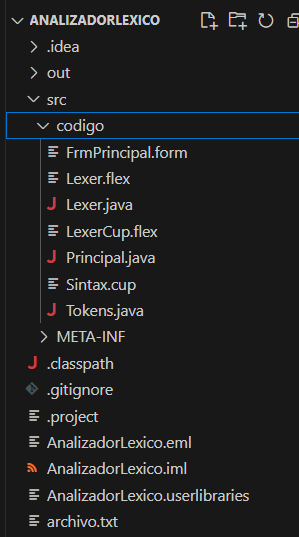 ANALIZADORLEXICO
.idea
out
src
codigo
FrmPrincipal.form
Lexer.flex
Lexer.java
LexerCup.flex
Principal.java
Sintax.cup
Tokens.java
META-INF
.classpath
.gitignore
.project
AnalizadorLexico.eml
AnalizadorLexico.iml
AnalizadorLexico.userlibraries
archivo.txt